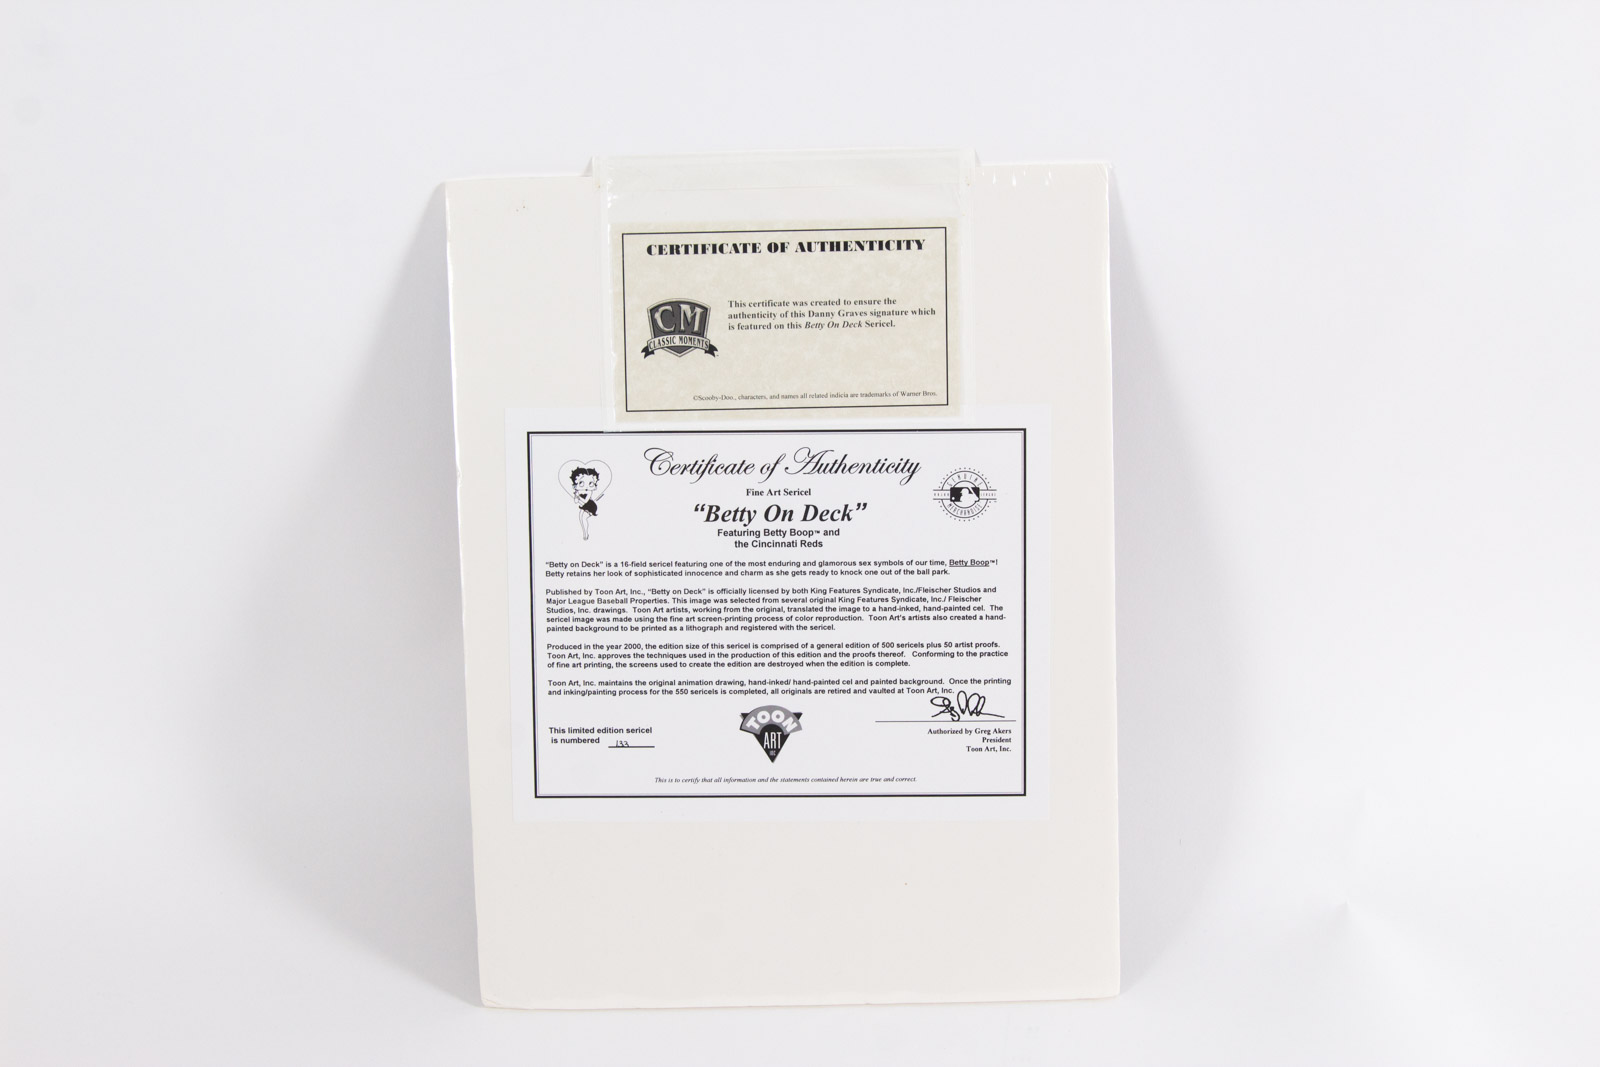 CERTIFICATE OF AUTHENTICITY
CM
CLASSIC MOMENTS
This certificate was created to ensure the
authenticity of this Danny Graves signature which
is featured on this Betty On Deck Sericel.
©Scooby-Doo., characters, and names all related indicia are trademarks of Warner Bros.
Certificate of Authenticity
Fine Art Sericel
“Betty On Deck”
Featuring Betty Boop™ and
the Cincinnati Reds
GENUINE
MERCHANDISE
“Betty on Deck” is a 16-field sericel featuring one of the most enduring and glamorous sex symbols of our time, Betty Boop™!
Betty retains her look of sophisticated innocence and charm as she gets ready to knock one out of the ball park.
Published by Toon Art, Inc., “Betty on Deck” is officially licensed by both King Features Syndicate, Inc./Fleischer Studios and
Major League Baseball Properties. This image was selected from several original King Features Syndicate, Inc./ Fleischer
Studios, Inc. drawings. Toon Art artists, working from the original, translated the image to a hand-inked, hand-painted cel. The
sericel image was made using the fine art screen-printing process of color reproduction. Toon Art's artists also created a hand-
painted background to be printed as a lithograph and registered with the sericel.
Produced in the year 2000, the edition size of this sericel is comprised of a general edition of 500 sericels plus 50 artist proofs.
Toon Art, Inc. approves the techniques used in the production of this edition and the proofs thereof. Conforming to the practice
of fine art printing, the screens used to create the edition are destroyed when the edition is complete.
Toon Art, Inc. maintains the original animation drawing, hand-inked/ hand-painted cel and painted background. Once the printing
and inking/painting process for the 550 sericels is completed, all originals are retired and vaulted at Toon Art, Inc.
This limited edition sericel
is numbered 133
TOON
ART
INC
Authorized by Greg Akers
President
Toon Art, Inc.
This is to certify that all information and the statements contained herein are true and correct.